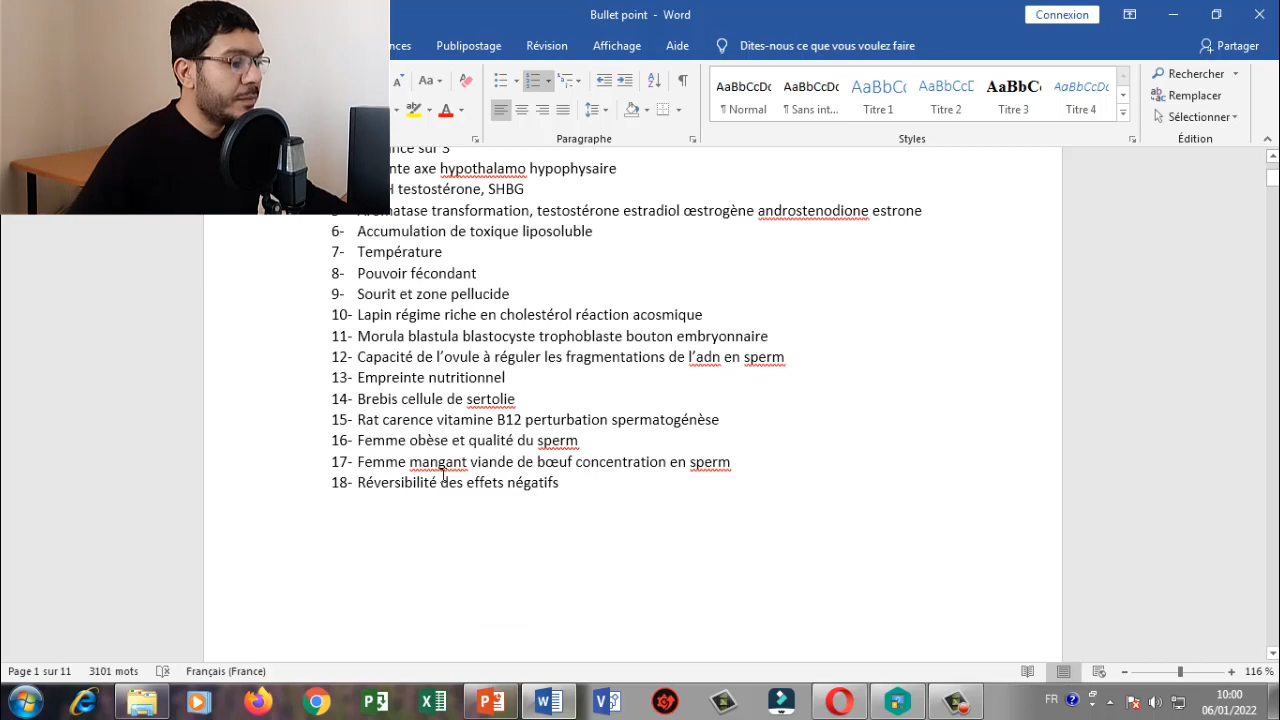 Bullet point - Word
Connexion
nces Publipostage Révision Affichage Aide Dites-nous ce que vous voulez faire Partager
Aa
AaBbCcDc AaBbCcDc AaBbCc AaBbCcD AaBbC AaBbCcDc
¶ Normal ¶ Sans int... Titre 1 Titre 2 Titre 3 Titre 4
Rechercher
Remplacer
Sélectionner
Paragraphe Styles Édition
nte axe hypothalamo hypophysaire
testostérone, SHBG
transformation, testostérone estradiol œstrogène androstenodione estrone
6- Accumulation de toxique liposoluble
7- Température
8- Pouvoir fécondant
9- Sourit et zone pellucide
10- Lapin régime riche en cholestérol réaction acosmique
11- Morula blastula blastocyste trophoblaste bouton embryonnaire
12- Capacité de l'ovule à réguler les fragmentations de l'adn en sperm
13- Empreinte nutritionnel
14- Brebis cellule de sertolie
15- Rat carence vitamine B12 perturbation spermatogénèse
16- Femme obèse et qualité du sperm
17- Femme mangant viande de bœuf concentration en sperm
18- Réversibilité des effets négatifs
Page 1 sur 11 3101 mots Français (France) 116 %
FR
10:00
06/01/2022